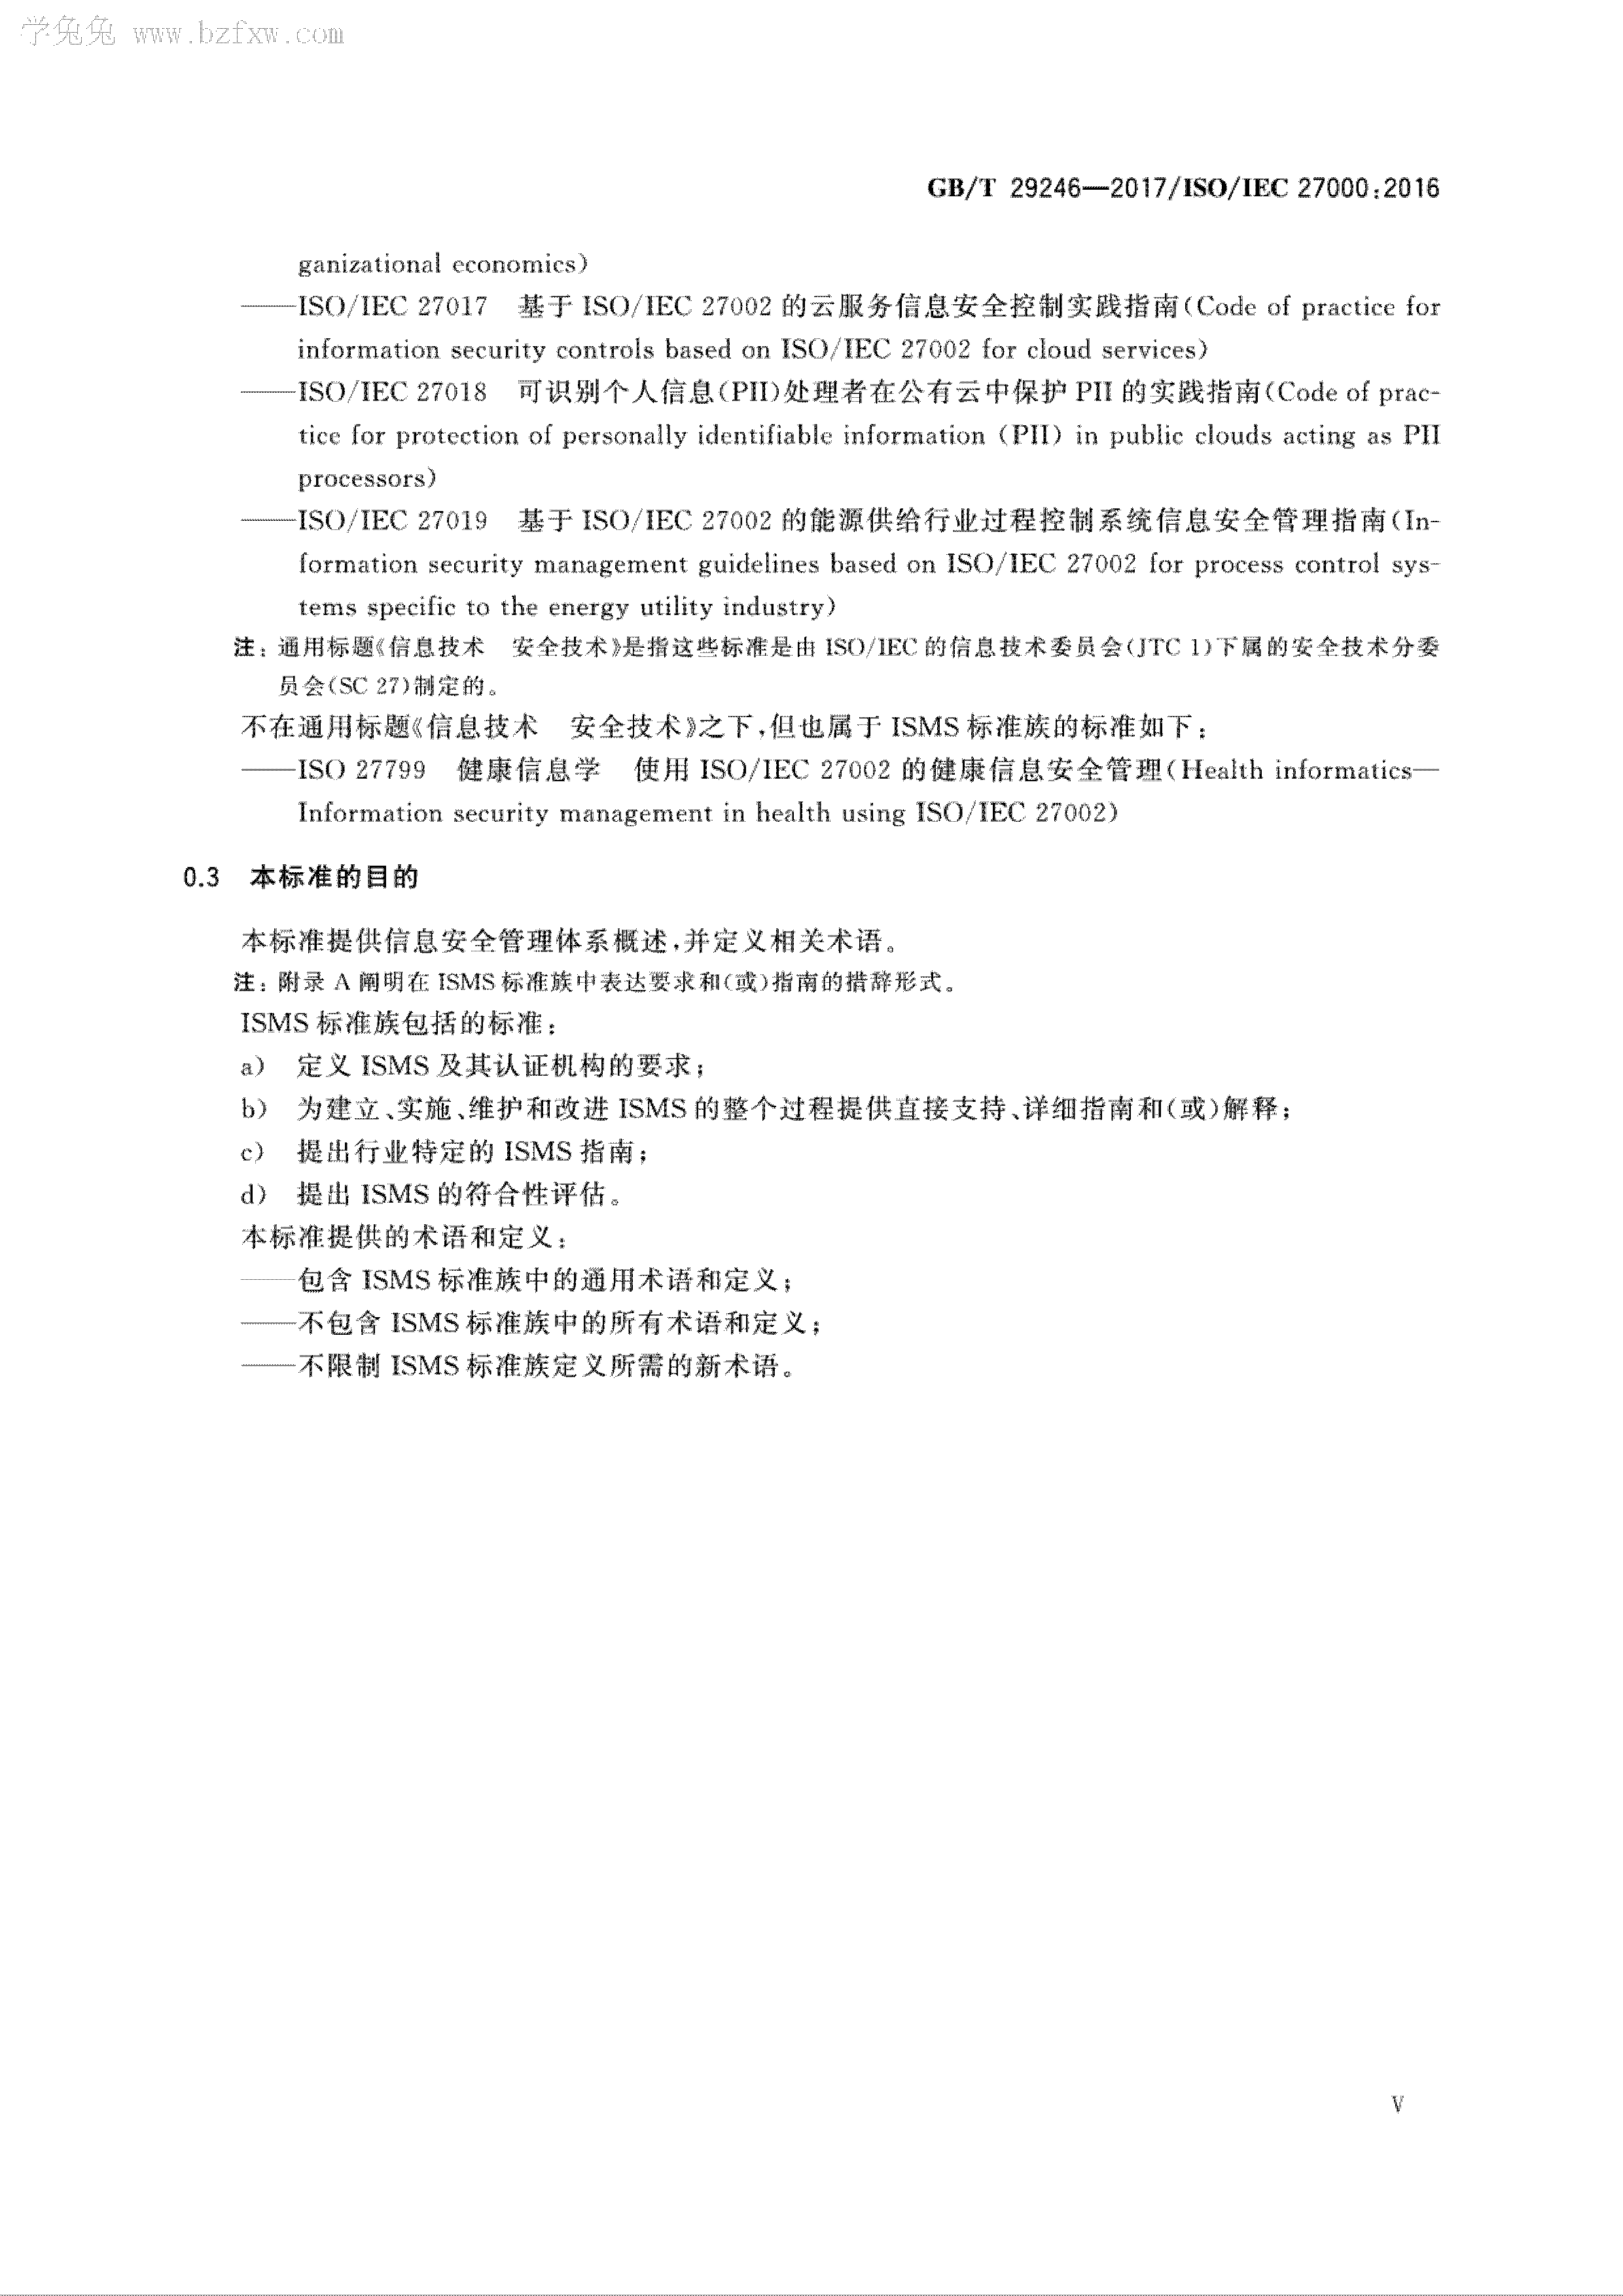 学兔兔 www.bzfxw.com
GB/T 29246—2017/ISO/IEC 27000:2016
ganizational economics)
——ISO/IEC 27017　基于 ISO/IEC 27002 的云服务信息安全控制实践指南(Code of practice for
information security controls based on ISO/IEC 27002 for cloud services)
——ISO/IEC 27018　可识别个人信息(PII)处理者在公有云中保护 PII 的实践指南(Code of prac-
tice for protection of personally identifiable information (PII) in public clouds acting as PII
processors)
——ISO/IEC 27019　基于 ISO/IEC 27002 的能源供给行业过程控制系统信息安全管理指南(In-
formation security management guidelines based on ISO/IEC 27002 for process control sys-
tems specific to the energy utility industry)
注：通用标题《信息技术　安全技术》是指这些标准是由 ISO/IEC 的信息技术委员会(JTC 1)下属的安全技术分委
员会(SC 27)制定的。
不在通用标题《信息技术　安全技术》之下,但也属于 ISMS 标准族的标准如下：
——ISO 27799　健康信息学　使用 ISO/IEC 27002 的健康信息安全管理(Health informatics—
Information security management in health using ISO/IEC 27002)
0.3　本标准的目的
本标准提供信息安全管理体系概述,并定义相关术语。
注：附录 A 阐明在 ISMS 标准族中表达要求和(或)指南的措辞形式。
ISMS 标准族包括的标准：
a)　定义 ISMS 及其认证机构的要求；
b)　为建立、实施、维护和改进 ISMS 的整个过程提供直接支持、详细指南和(或)解释；
c)　提出行业特定的 ISMS 指南；
d)　提出 ISMS 的符合性评估。
本标准提供的术语和定义：
——包含 ISMS 标准族中的通用术语和定义；
——不包含 ISMS 标准族中的所有术语和定义；
——不限制 ISMS 标准族定义所需的新术语。
V